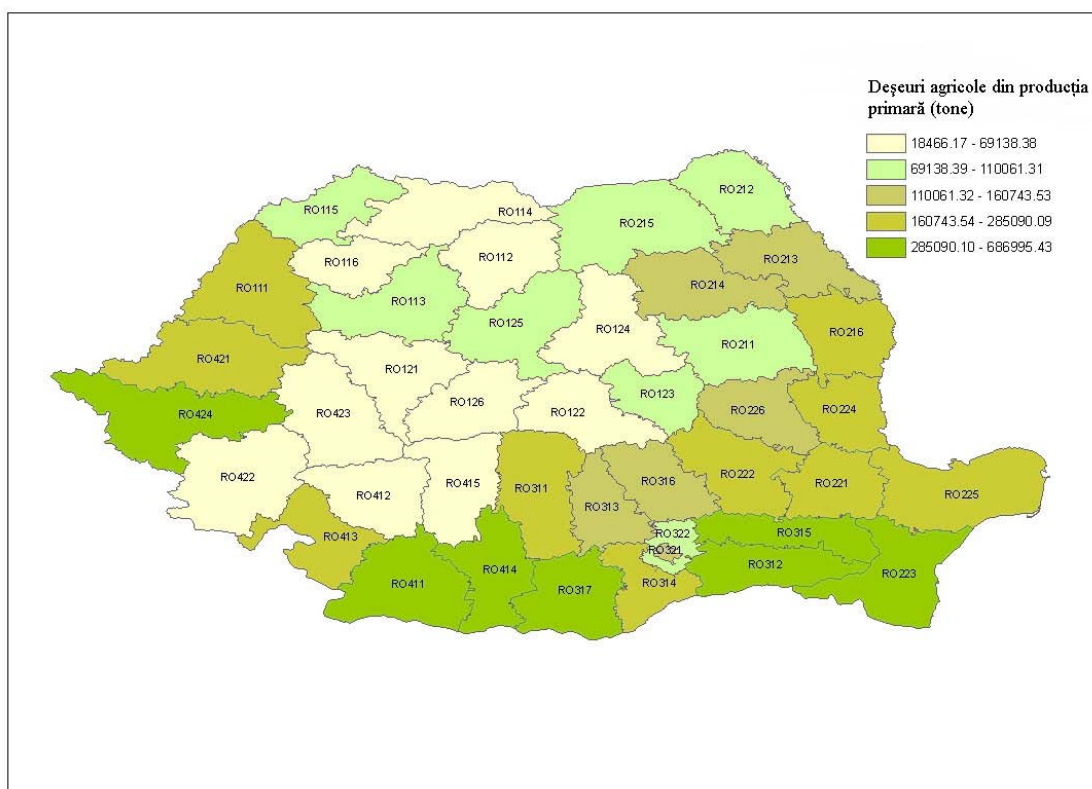 Deșeuri agricole din producția
primară (tone)
18466.17 - 69138.38
69138.39 - 110061.31
110061.32 - 160743.53
160743.54 - 285090.09
285090.10 - 686995.43
RO212
RO115
RO114
RO215
RO112
RO213
RO116
RO214
RO111
RO113
RO125
RO124
RO216
RO211
RO421
RO121
RO123
RO126
RO122
RO226
RO224
RO424
RO423
RO422
RO412
RO415
RO311
RO316
RO222
RO221
RO225
RO313
RO322
RO315
RO413
RO321
RO312
RO223
RO411
RO414
RO317
RO314